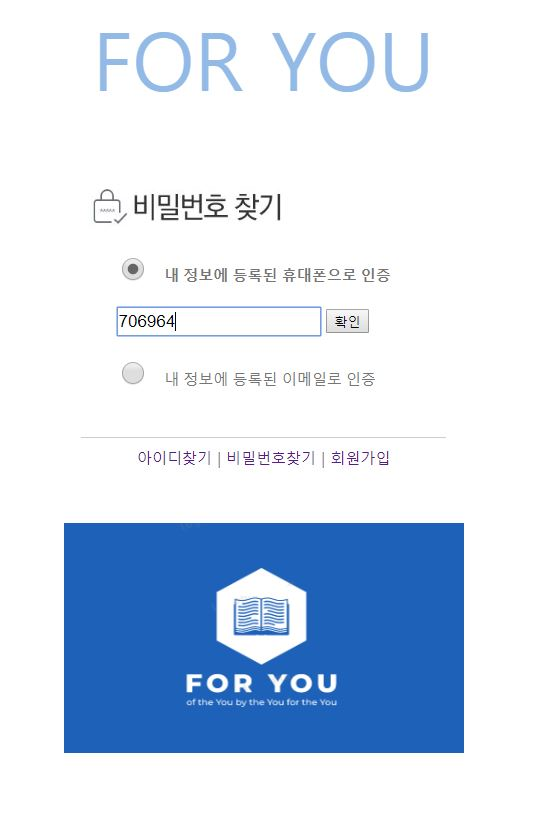 FOR YOU
비밀번호 찾기
내 정보에 등록된 휴대폰으로 인증
706964 확인
내 정보에 등록된 이메일로 인증
아이디찾기 | 비밀번호찾기 | 회원가입
FOR YOU
of the You by the You for the You